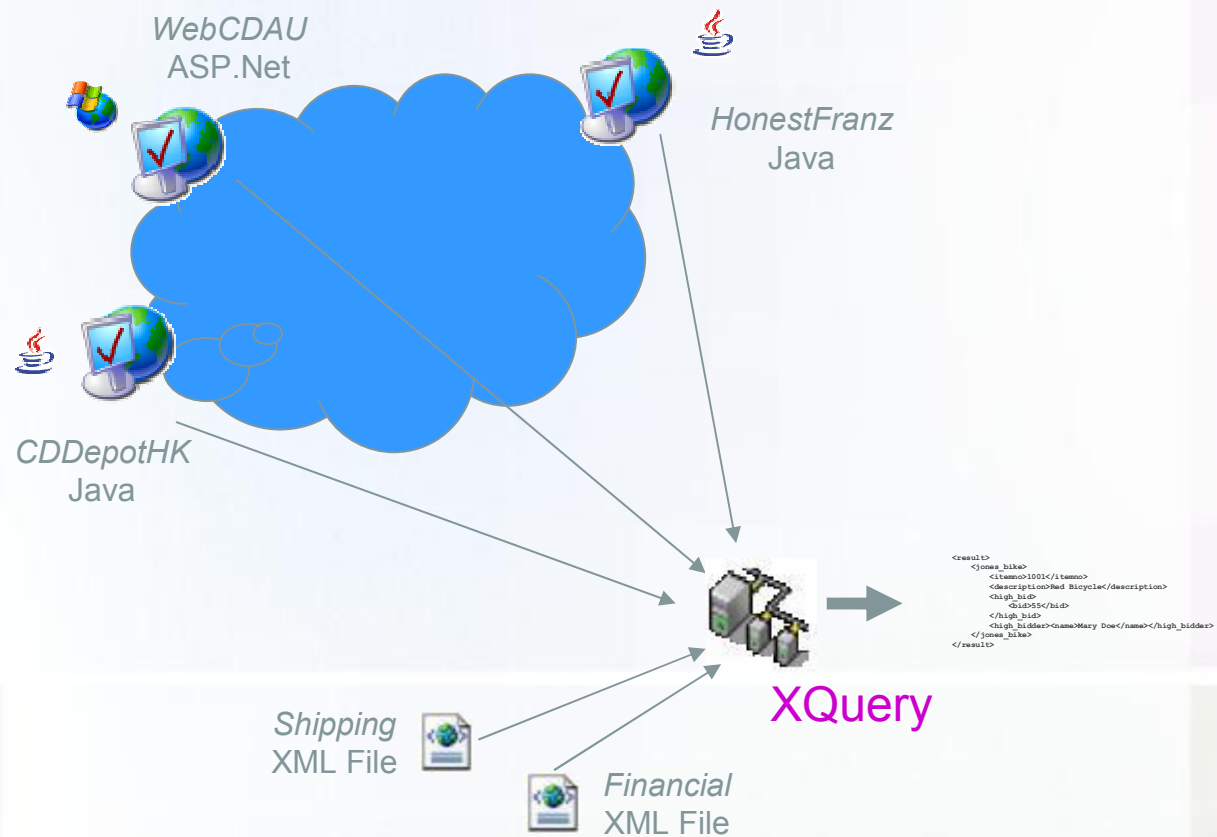 WebCDAU
ASP.Net
HonestFranz
Java
CDDepotHK
Java
<result>
<jones_bike>
<itemno>1001</itemno>
<description>Red Bicycle</description>
<high_bid>
<bid>55</bid>
</high_bid>
<high_bidder><name>Mary Doe</name></high_bidder>
</jones_bike>
</result>
XQuery
Shipping
XML File
Financial
XML File